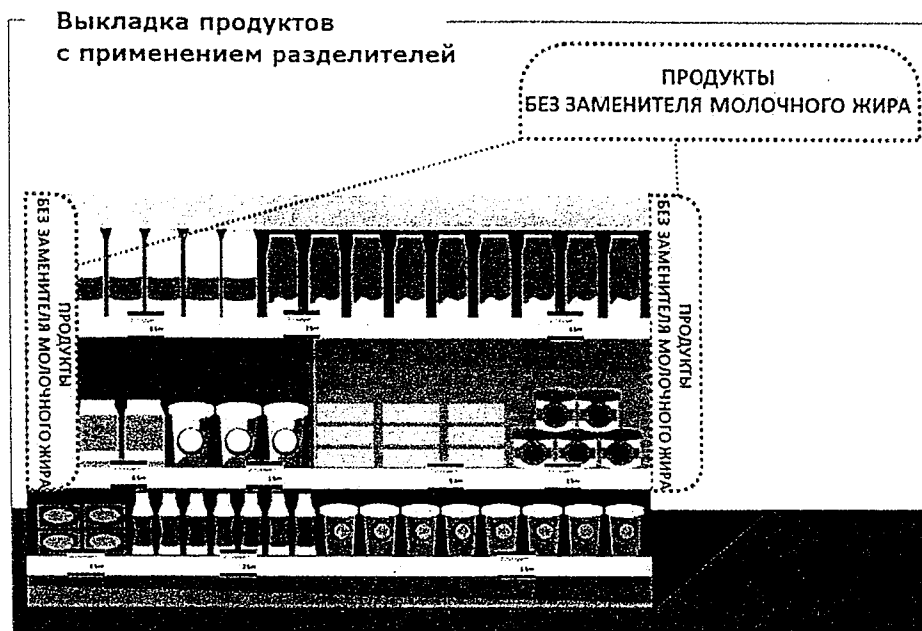 Выкладка продуктов
с применением разделителей
ПРОДУКТЫ
БЕЗ ЗАМЕНИТЕЛЯ МОЛОЧНОГО ЖИРА
ПРОДУКТЫ
БЕЗ ЗАМЕНИТЕЛЯ МОЛОЧНОГО ЖИРА
ПРОДУКТЫ
БЕЗ ЗАМЕНИТЕЛЯ МОЛОЧНОГО ЖИРА